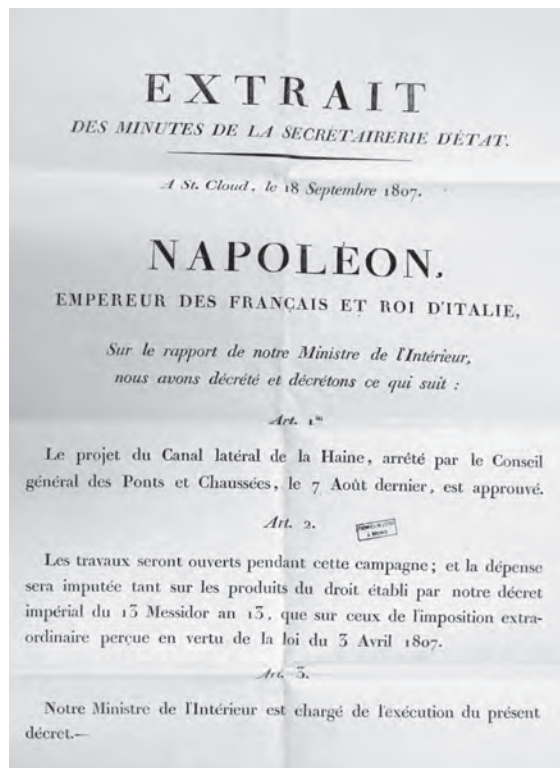 EXTRAIT
DES MINUTES DE LA SECRÉTAIRERIE D'ÉTAT.
A St. Cloud, le 18 Septembre 1807.
NAPOLÉON,
EMPEREUR DES FRANÇAIS ET ROI D'ITALIE,
Sur le rapport de notre Ministre de l'Intérieur,
nous avons décrété et décrétons ce qui suit :
Art. 1er
Le projet du Canal latéral de la Haine, arrêté par le Conseil
général des Ponts et Chaussées, le 7 Août dernier, est approuvé.
Art. 2.
Les travaux seront ouverts pendant cette campagne ; et la dépense
sera imputée tant sur les produits du droit établi par notre décret
impérial du 13 Messidor an 13, que sur ceux de l'imposition extra-
ordinaire perçue en vertu de la loi du 3 Avril 1807.
Art. 3.
Notre Ministre de l'Intérieur est chargé de l'exécution du présent
décret.—